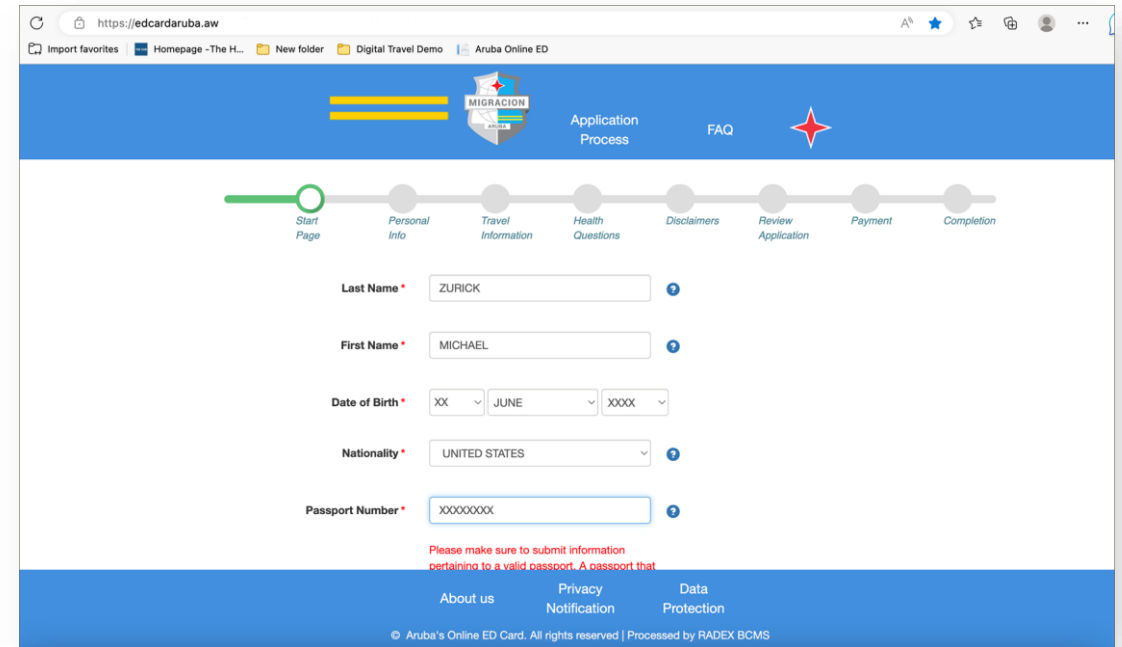 https://edcardaruba.aw
Import favorites Homepage -The H... New folder Digital Travel Demo Aruba Online ED
MIGRACION
ARUBA
Application
Process
FAQ
Start
Page
Personal
Info
Travel
Information
Health
Questions
Disclaimers
Review
Application
Payment
Completion
Last Name * ZURICK
First Name * MICHAEL
Date of Birth * XX JUNE XXXX
Nationality * UNITED STATES
Passport Number * XXXXXXXX
Please make sure to submit information
pertaining to a valid passport. A passport that
About us
Privacy
Notification
Data
Protection
© Aruba's Online ED Card. All rights reserved | Processed by RADEX BCMS